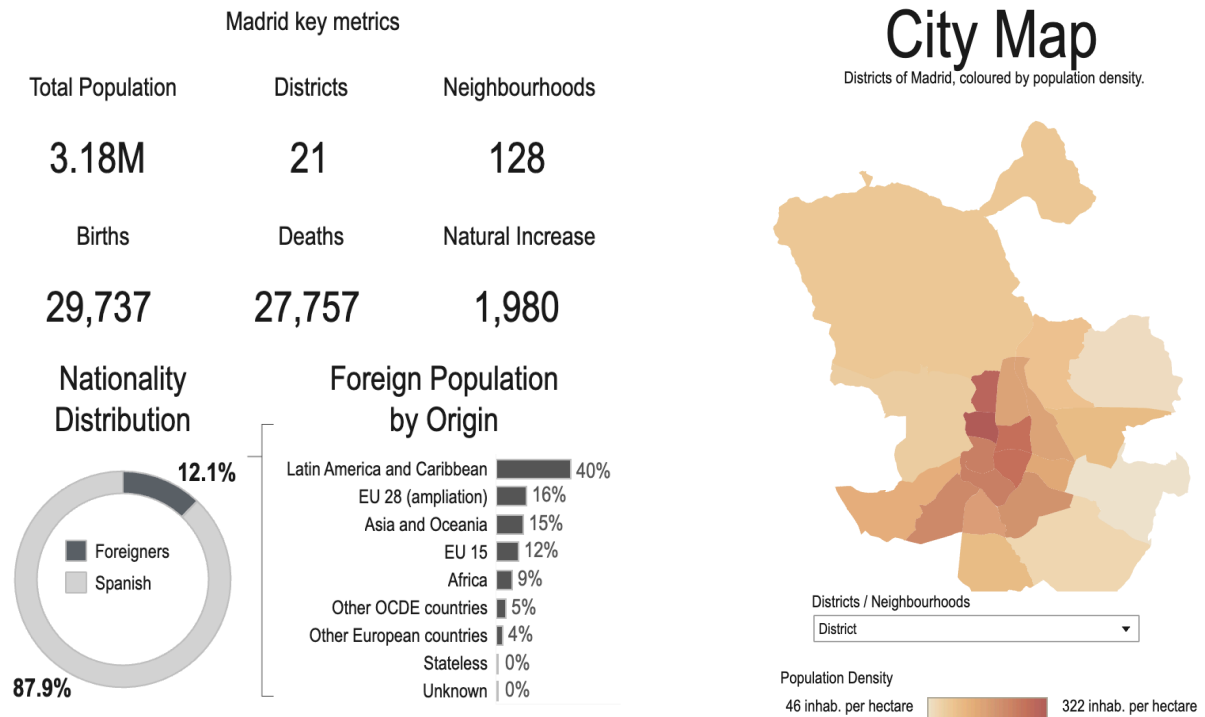 Madrid key metrics
Total Population
Districts
Neighbourhoods
3.18M
21
128
Births
Deaths
Natural Increase
29,737
27,757
1,980
Nationality
Distribution
12.1%
Foreigners
Spanish
87.9%
Foreign Population
by Origin
Latin America and Caribbean 40%
EU 28 (ampliation) 16%
Asia and Oceania 15%
EU 15 12%
Africa 9%
Other OCDE countries 5%
Other European countries 4%
Stateless 0%
Unknown 0%
City Map
Districts of Madrid, coloured by population density.
Districts / Neighbourhoods
District
Population Density
46 inhab. per hectare 322 inhab. per hectare